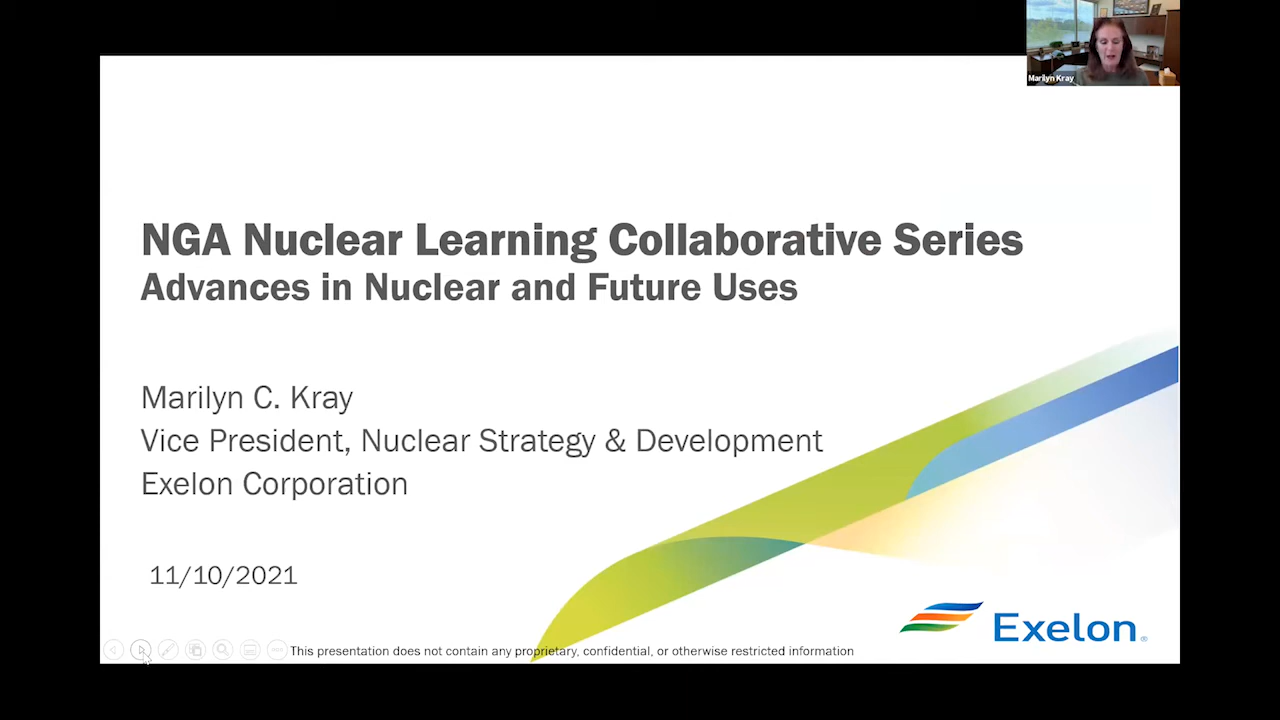 Marilyn Kray
NGA Nuclear Learning Collaborative Series
Advances in Nuclear and Future Uses
Marilyn C. Kray
Vice President, Nuclear Strategy & Development
Exelon Corporation
11/10/2021
Exelon®
This presentation does not contain any proprietary, confidential, or otherwise restricted information